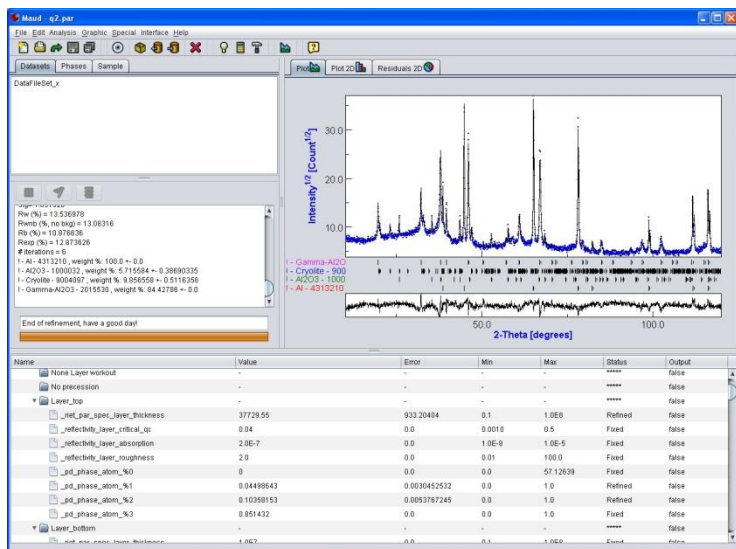 Maud - q2.par
File Edit Analysis Graphic Special Interface Help
Datasets Phases Sample
DataFileSet_x
Plot Plot 2D Residuals 2D
Intensity^1/2 [Count^1/2]
30.0
20.0
10.0
! - Gamma-Al2O
! - Cryolite - 900
! - Al2O3 - 1000
! - Al - 4313210
50.0 100.0
2-Theta [degrees]
Rw (%) = 13.536978
Rwnb (%, no bkg) = 13.08316
Rb (%) = 10.876636
Rexp (%) = 12.873626
# iterations = 6
! - Al - 4313210 , weight %: 100.0 +- 0.0
! - Al2O3 - 1000032 , weight %: 5.715584 +- 0.38690335
! - Cryolite - 9004097 , weight %: 9.856558 +- 0.5116356
! - Gamma-Al2O3 - 2015530 , weight %: 84.42786 +- 0.0
End of refinement, have a good day!
Name Value Error Min Max Status Output
None Layer workout - - - - ***** false
No precession - - - - ***** false
Layer_top - - - - ***** false
_riet_par_spec_layer_thickness 37729.55 933.20404 0.1 1.0E8 Refined false
_reflectivity_layer_critical_qc 0.04 0.0 0.0010 0.5 Fixed false
_reflectivity_layer_absorption 2.0E-7 0.0 1.0E-8 1.0E-5 Fixed false
_reflectivity_layer_roughness 2.0 0.0 0.01 100.0 Fixed false
_pd_phase_atom_%0 0 0.0 0.0 57.12639 Fixed false
_pd_phase_atom_%1 0.04498643 0.0030452532 0.0 1.0 Refined false
_pd_phase_atom_%2 0.10358153 0.0053787245 0.0 1.0 Refined false
_pd_phase_atom_%3 0.851432 0.0 0.0 1.0 Fixed false
Layer_bottom - - - - ***** false